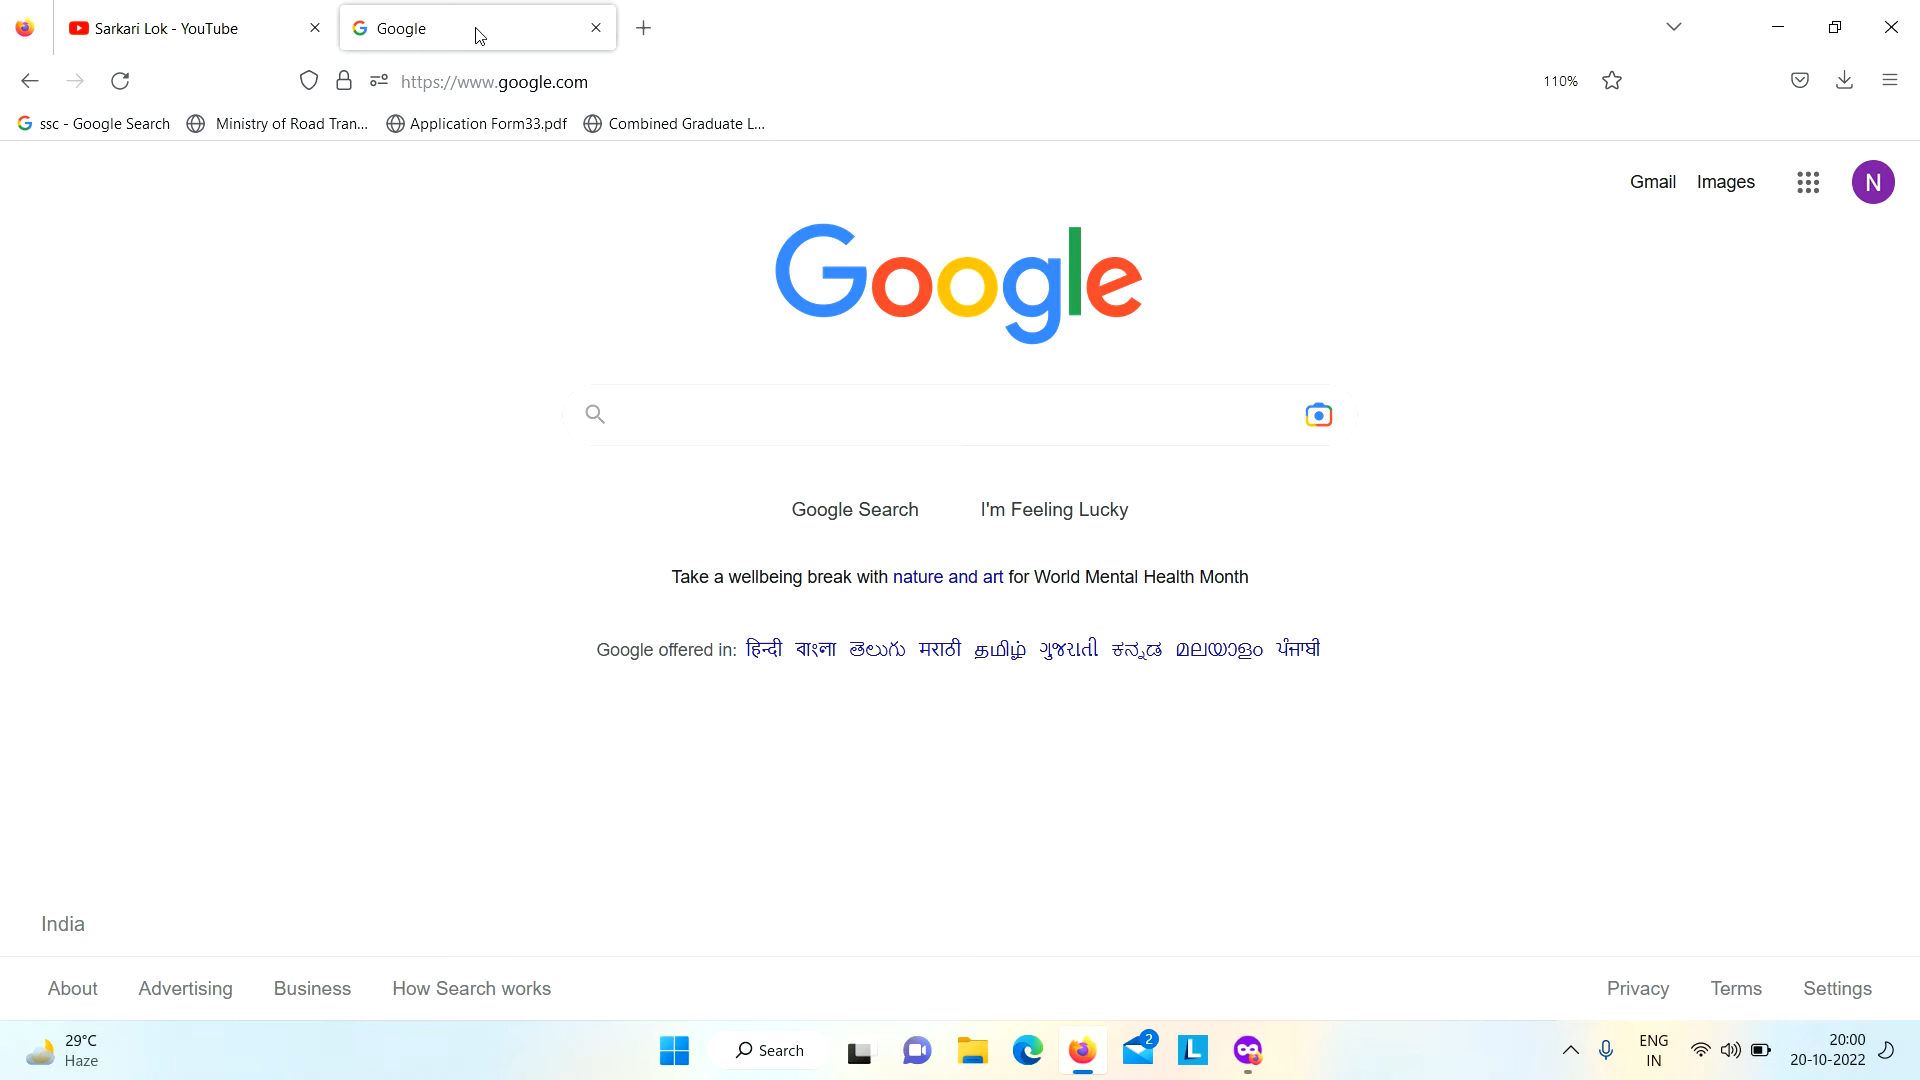 Sarkari Lok - YouTube
Google
https://www.google.com
110%
ssc - Google Search
Ministry of Road Tran...
Application Form33.pdf
Combined Graduate L...
Gmail
Images
N
Google
Google Search
I'm Feeling Lucky
Take a wellbeing break with nature and art for World Mental Health Month
Google offered in: हिन्दी বাংলা తెలుగు मराठी தமிழ் ગુજરાતી ಕನ್ನಡ മലയാളം ਪੰਜਾਬੀ
India
About
Advertising
Business
How Search works
Privacy
Terms
Settings
29°C
Haze
Search
2
L
ENG
IN
20:00
20-10-2022